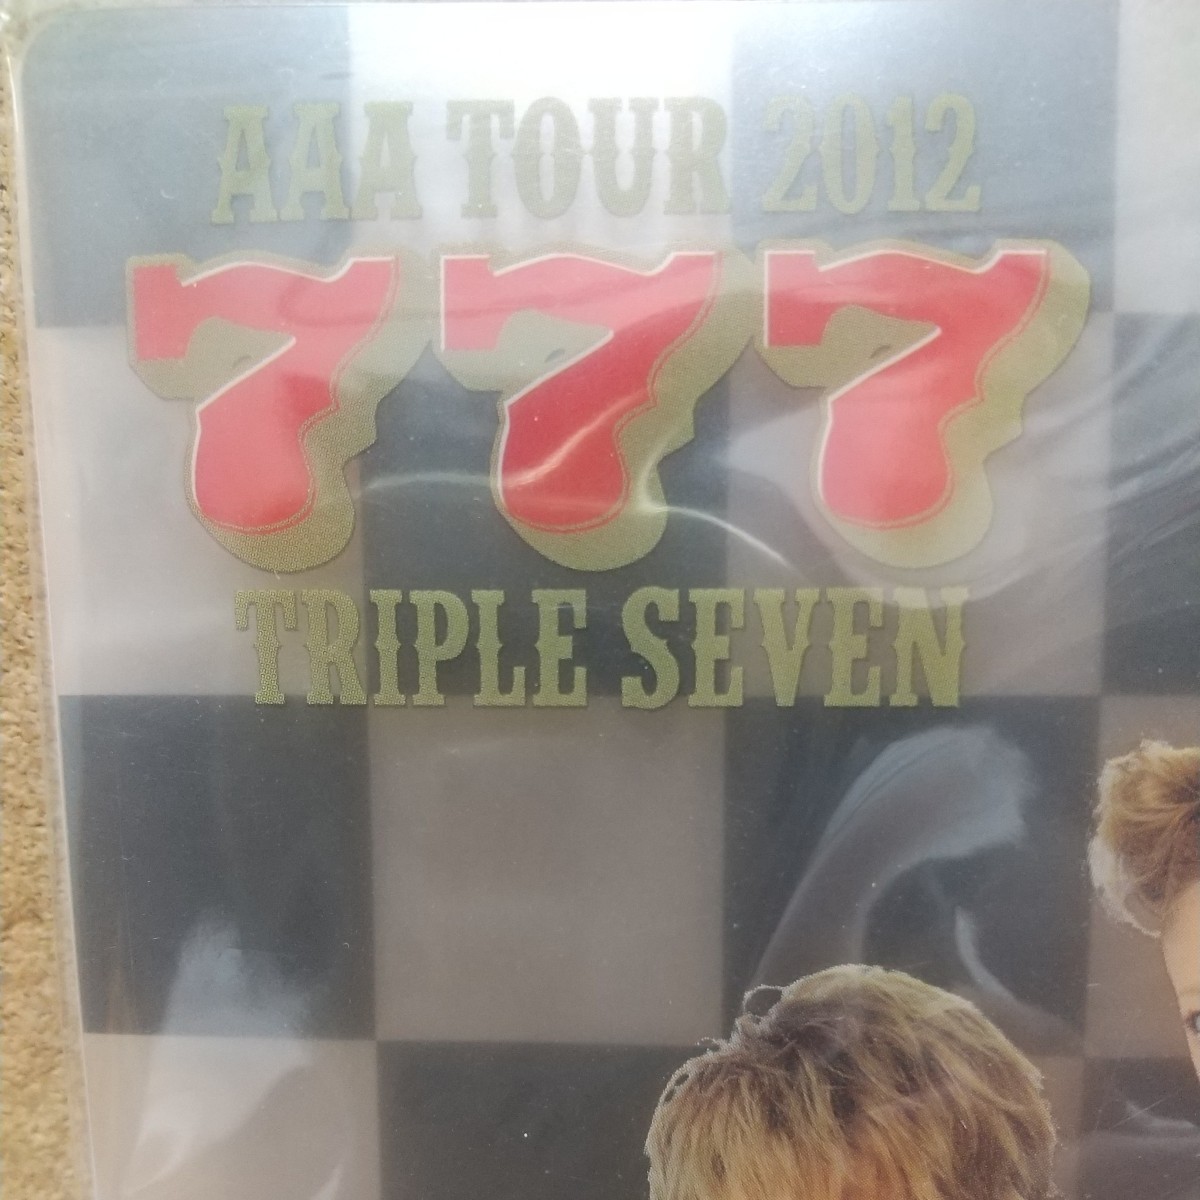 AAA TOUR 2012
777
TRIPLE SEVEN